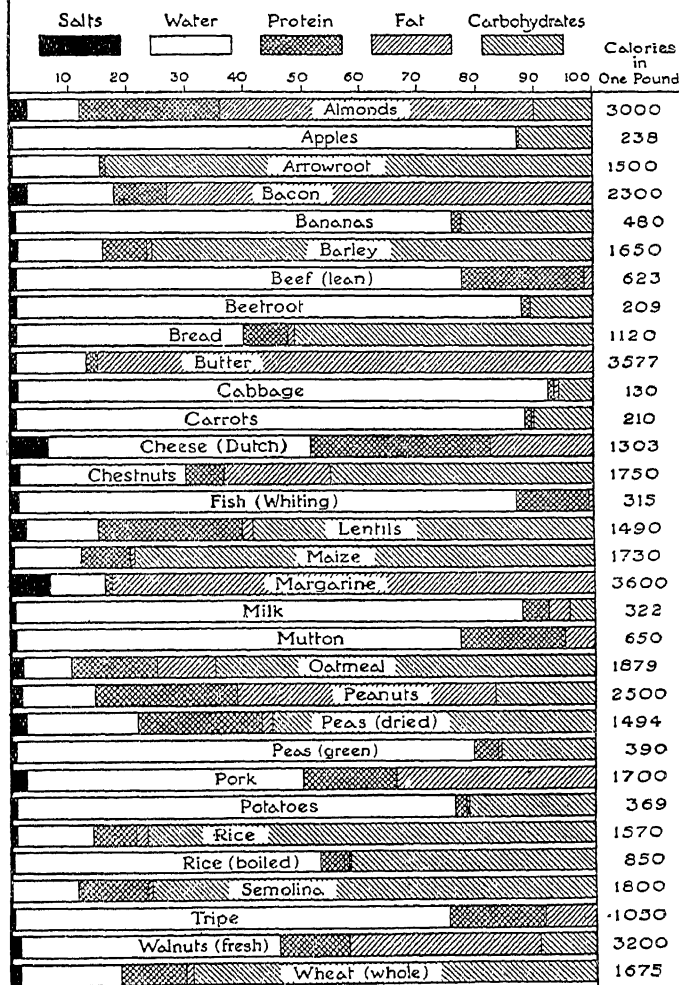 Salts Water Protein Fat Carbohydrates
Calories
in
One Pound
10 20 30 40 50 60 70 80 90 100
Almonds 3000
Apples 238
Arrowroot 1500
Bacon 2300
Bananas 480
Barley 1650
Beef (lean) 623
Beetroot 209
Bread 1120
Butter 3577
Cabbage 130
Carrots 210
Cheese (Dutch) 1303
Chestnuts 1750
Fish (Whiting) 315
Lentils 1490
Maize 1730
Margarine 3600
Milk 322
Mutton 650
Oatmeal 1879
Peanuts 2500
Peas (dried) 1494
Peas (green) 390
Pork 1700
Potatoes 369
Rice 1570
Rice (boiled) 850
Semolina 1800
Tripe 1050
Walnuts (fresh) 3200
Wheat (whole) 1675